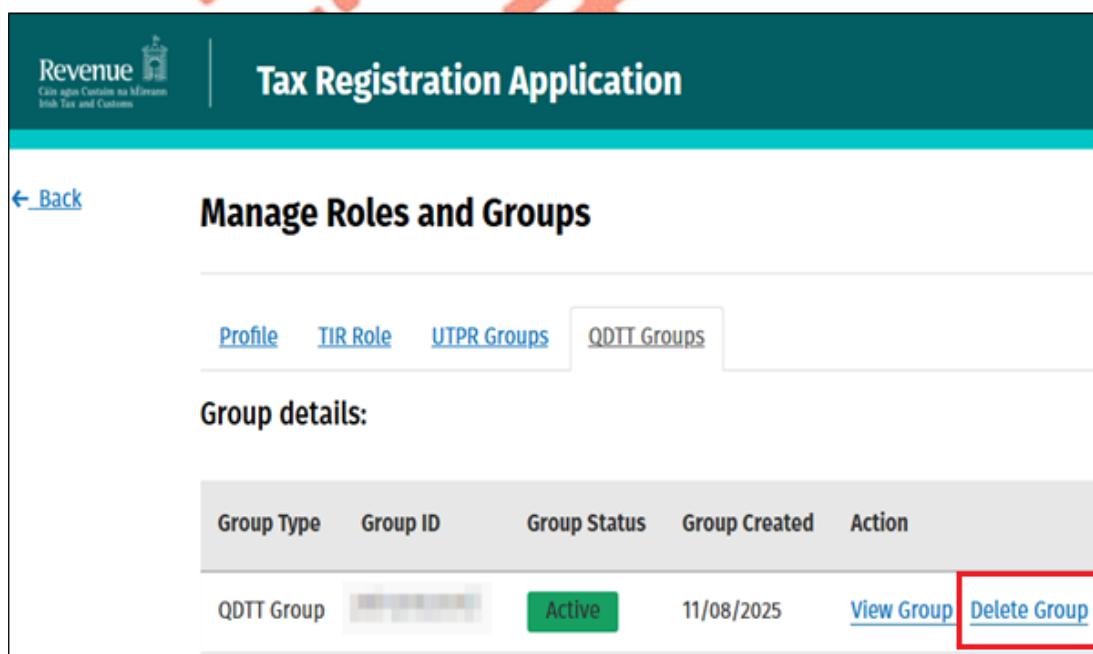 Revenue
Cáin agus Custaim na hÉireann
Irish Tax and Customs
Tax Registration Application
← Back
Manage Roles and Groups
Profile TIR Role UTPR Groups QDTT Groups
Group details:
Group Type Group ID Group Status Group Created Action
QDTT Group Active 11/08/2025 View Group Delete Group